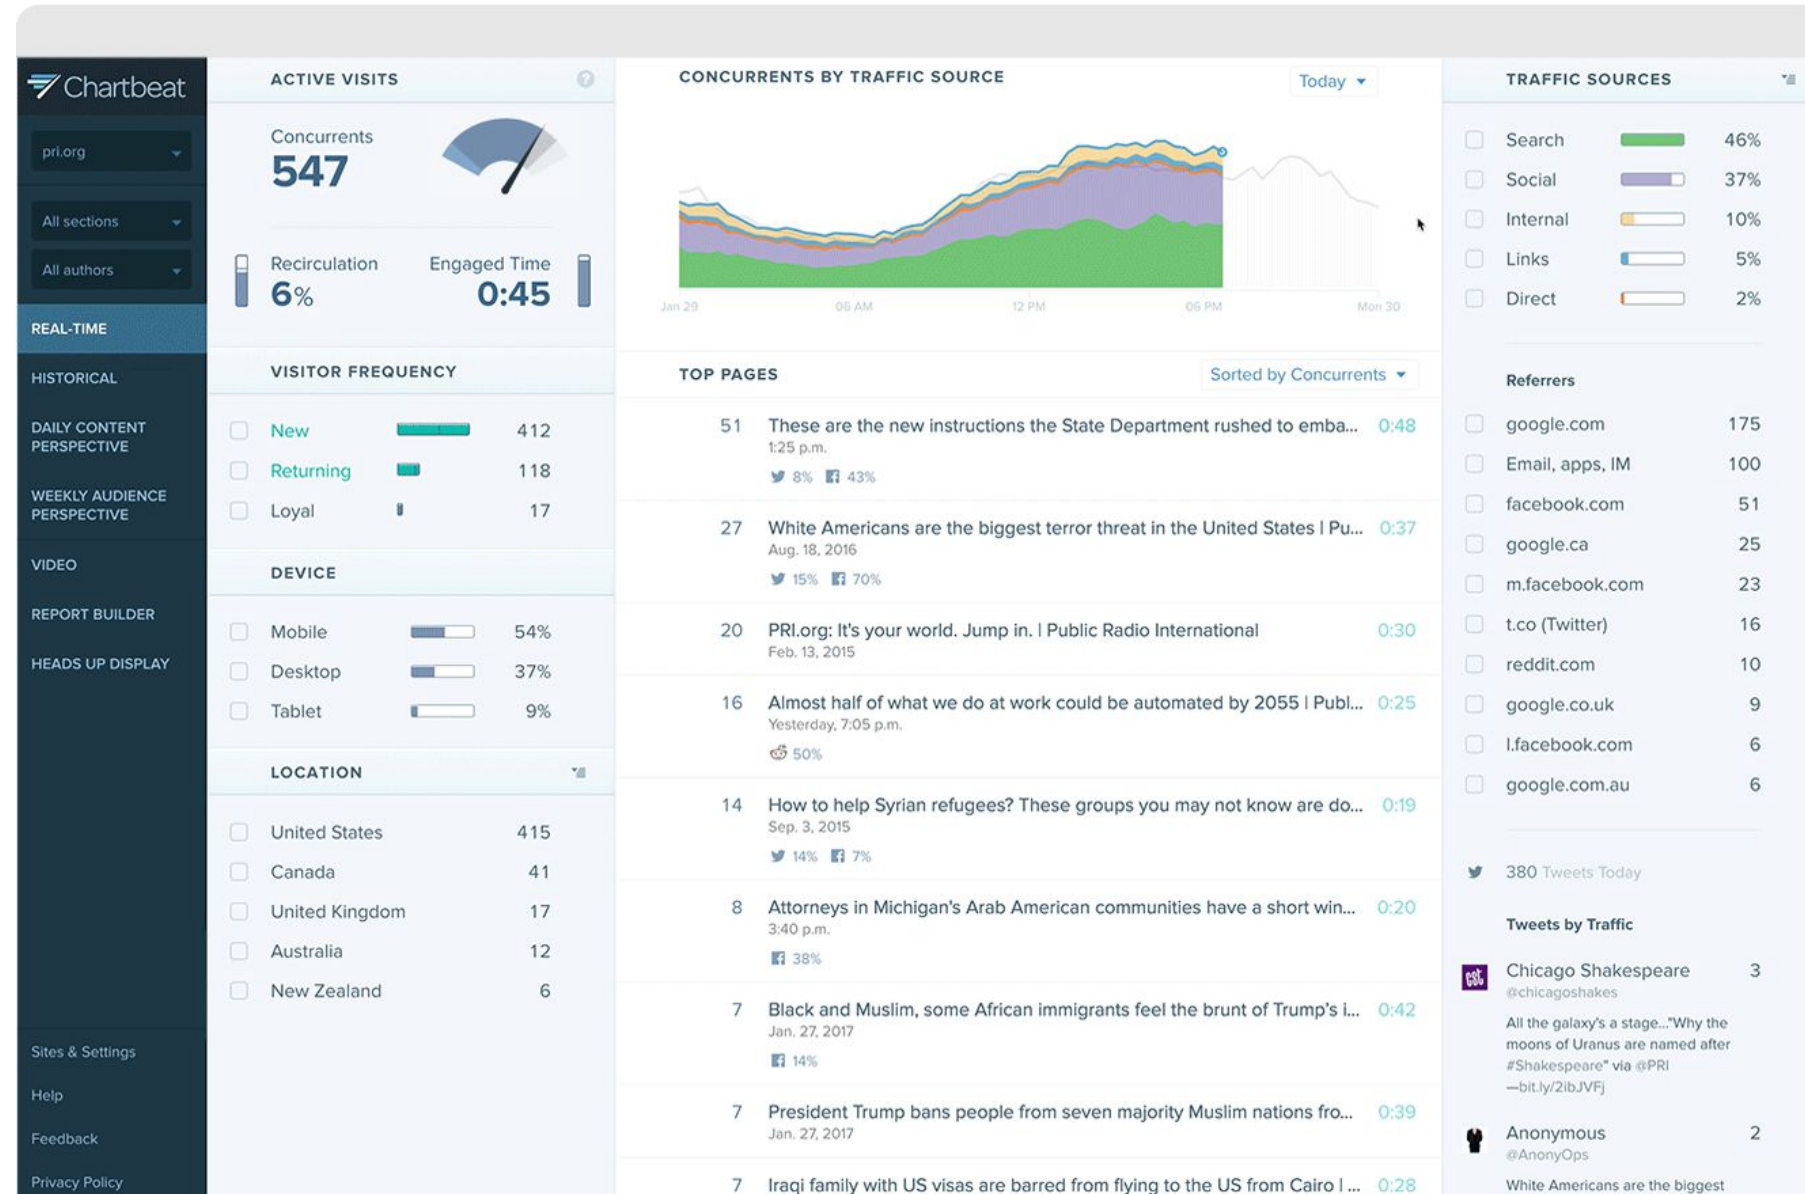 Chartbeat
pri.org
All sections
All authors
REAL-TIME
HISTORICAL
DAILY CONTENT
PERSPECTIVE
WEEKLY AUDIENCE
PERSPECTIVE
VIDEO
REPORT BUILDER
HEADS UP DISPLAY
Sites & Settings
Help
Feedback
Privacy Policy
ACTIVE VISITS ?
Concurrents
547
Recirculation
6%
Engaged Time
0:45
VISITOR FREQUENCY
New 412
Returning 118
Loyal 17
DEVICE
Mobile 54%
Desktop 37%
Tablet 9%
LOCATION
United States 415
Canada 41
United Kingdom 17
Australia 12
New Zealand 6
CONCURRENTS BY TRAFFIC SOURCE
Today
Jan 29 06 AM 12 PM 06 PM Mon 30
TOP PAGES
Sorted by Concurrents
51 These are the new instructions the State Department rushed to emba... 0:48
1:25 p.m.
8% 43%
27 White Americans are the biggest terror threat in the United States | Pu... 0:37
Aug. 18, 2016
15% 70%
20 PRI.org: It's your world. Jump in. | Public Radio International 0:30
Feb. 13, 2015
16 Almost half of what we do at work could be automated by 2055 | Publ... 0:25
Yesterday, 7:05 p.m.
50%
14 How to help Syrian refugees? These groups you may not know are do... 0:19
Sep. 3, 2015
14% 7%
8 Attorneys in Michigan's Arab American communities have a short win... 0:20
3:40 p.m.
38%
7 Black and Muslim, some African immigrants feel the brunt of Trump's i... 0:42
Jan. 27, 2017
14%
7 President Trump bans people from seven majority Muslim nations fro... 0:39
Jan. 27, 2017
7 Iraqi family with US visas are barred from flying to the US from Cairo | ... 0:28
TRAFFIC SOURCES
Search 46%
Social 37%
Internal 10%
Links 5%
Direct 2%
Referrers
google.com 175
Email, apps, IM 100
facebook.com 51
google.ca 25
m.facebook.com 23
t.co (Twitter) 16
reddit.com 10
google.co.uk 9
l.facebook.com 6
google.com.au 6
380 Tweets Today
Tweets by Traffic
cst
Chicago Shakespeare 3
@chicagoshakes
All the galaxy's a stage..."Why the
moons of Uranus are named after
#Shakespeare" via @PRI
—bit.ly/2ibJVFj
Anonymous 2
@AnonyOps
White Americans are the biggest